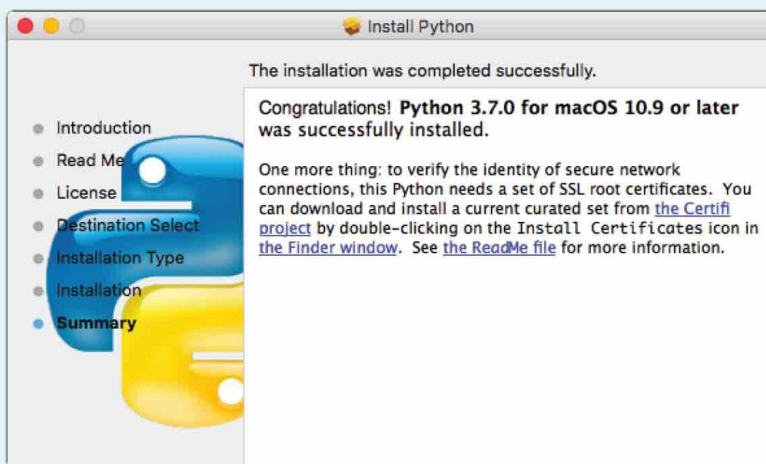 Install Python
The installation was completed successfully.
Introduction
Read Me
License
Destination Select
Installation Type
Installation
Summary
Congratulations! Python 3.7.0 for macOS 10.9 or later
was successfully installed.
One more thing: to verify the identity of secure network
connections, this Python needs a set of SSL root certificates. You
can download and install a current curated set from the Certifi
project by double-clicking on the Install Certificates icon in
the Finder window. See the ReadMe file for more information.